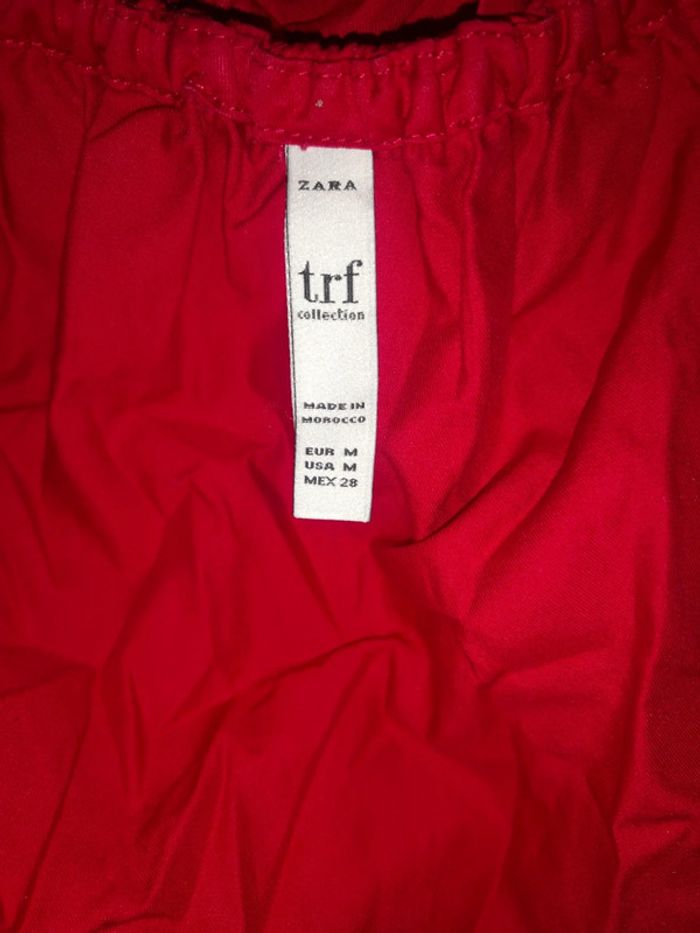 ZARA
trf
collection
MADE IN
MOROCCO
EUR M
USA M
MEX 28